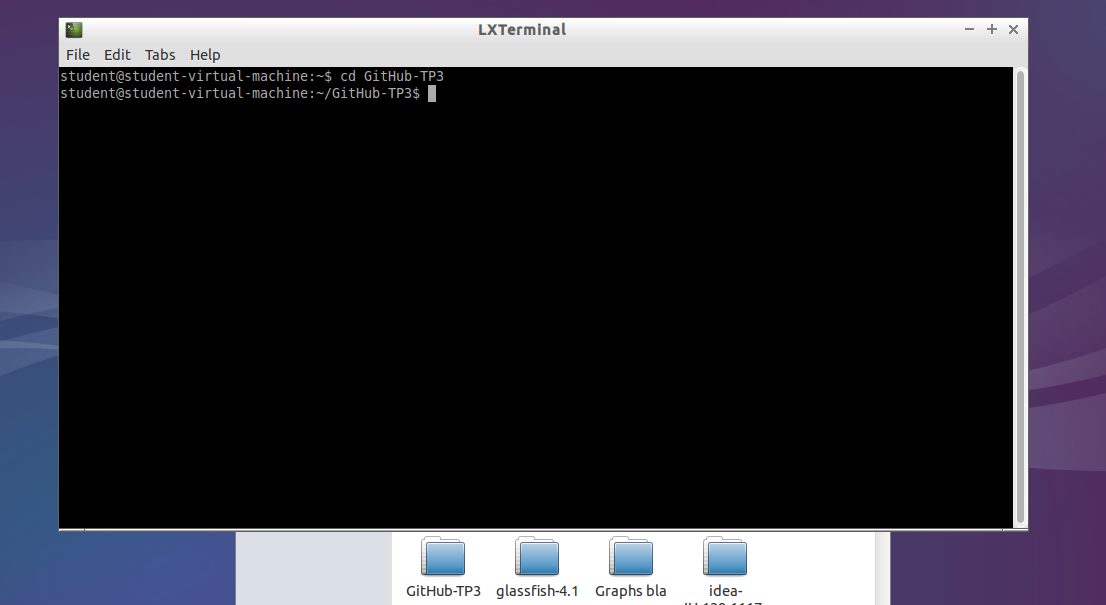 LXTerminal
File Edit Tabs Help
student@student-virtual-machine:~$ cd GitHub-TP3
student@student-virtual-machine:~/GitHub-TP3$
GitHub-TP3 glassfish-4.1 Graphs bla idea-